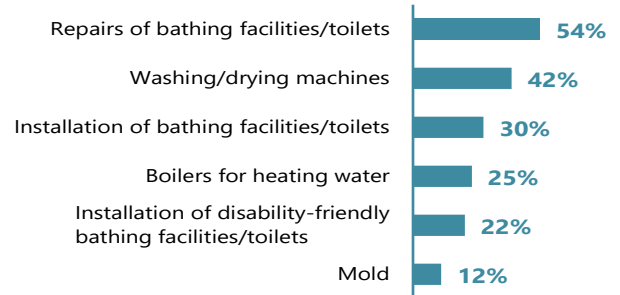 Repairs of bathing facilities/toilets 54%
Washing/drying machines 42%
Installation of bathing facilities/toilets 30%
Boilers for heating water 25%
Installation of disability-friendly
bathing facilities/toilets 22%
Mold 12%